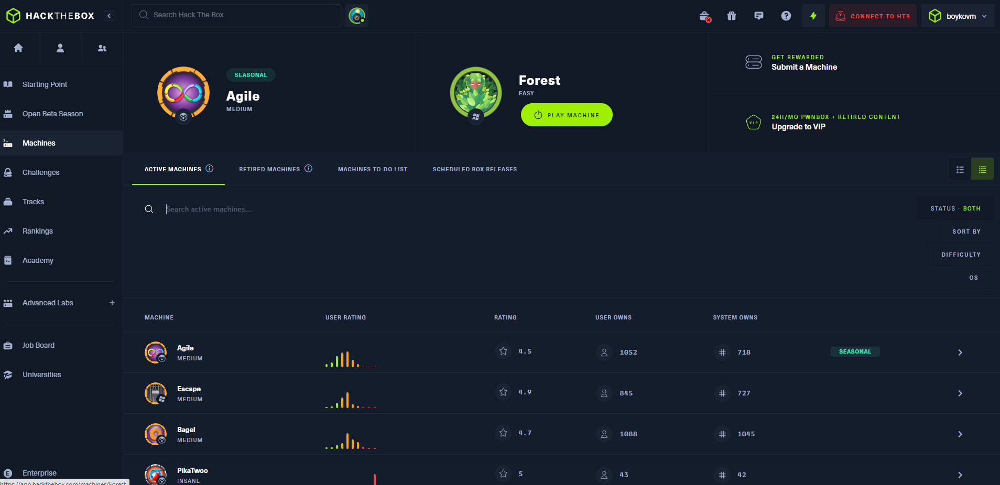 HACKTHEBOX
Search Hack The Box
CONNECT TO HTB
boykovm
Starting Point
Open Beta Season
Machines
Challenges
Tracks
Rankings
Academy
Advanced Labs
Job Board
Universities
E Enterprise
https://app.hackthebox.com/machines/Forest
SEASONAL
Agile
MEDIUM
Forest
EASY
PLAY MACHINE
GET REWARDED
Submit a Machine
VIP
24H/MO PWNBOX + RETIRED CONTENT
Upgrade to VIP
ACTIVE MACHINES
RETIRED MACHINES
MACHINES TO-DO LIST
SCHEDULED BOX RELEASES
Search active machines...
STATUS · BOTH
SORT BY
DIFFICULTY
OS
MACHINE USER RATING RATING USER OWNS SYSTEM OWNS
Agile
MEDIUM
4.5 1052 718 SEASONAL
Escape
MEDIUM
4.9 845 727
Bagel
MEDIUM
4.7 1088 1045
PikaTwoo
INSANE
5 43 42